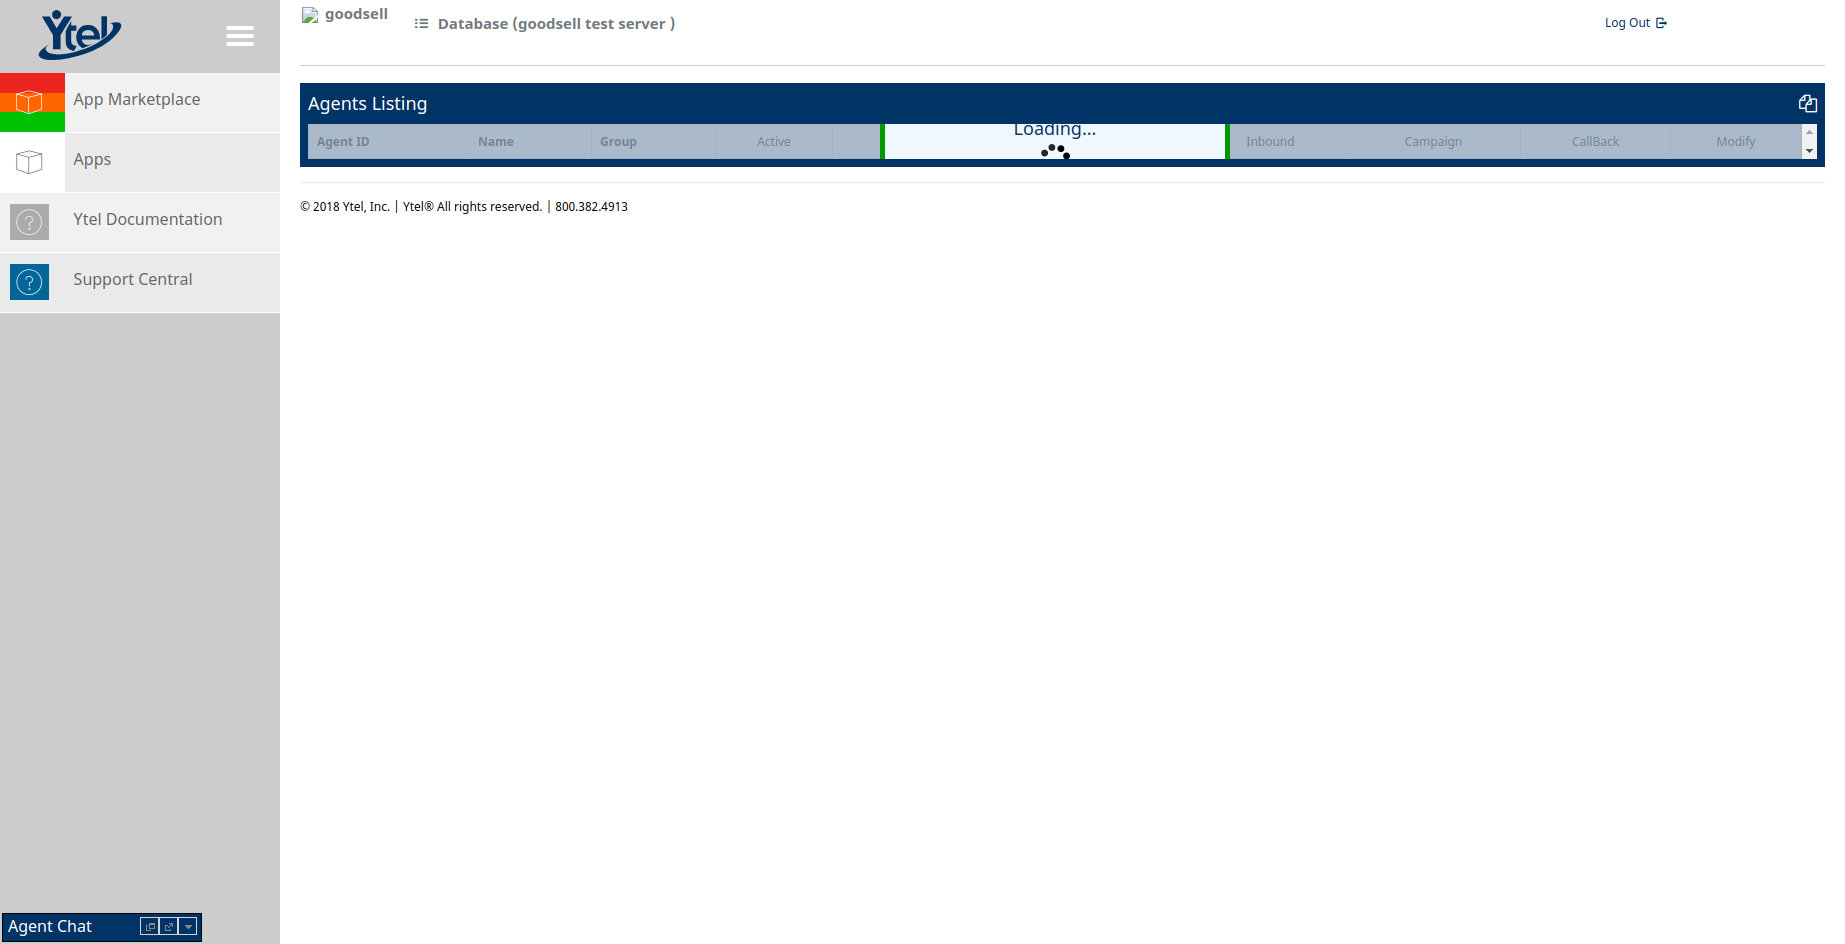 Ytel
goodsell
Database (goodsell test server )
Log Out
App Marketplace
Apps
? Ytel Documentation
? Support Central
Agents Listing
Agent ID Name Group Active Loading... Inbound Campaign CallBack Modify
© 2018 Ytel, Inc. | Ytel® All rights reserved. | 800.382.4913
Agent Chat